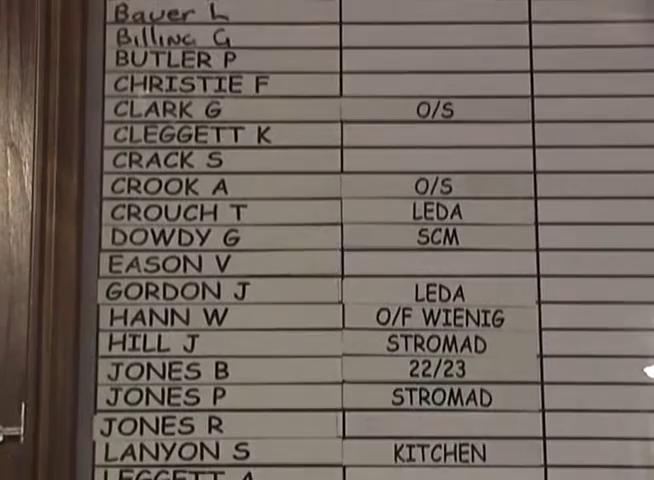 Bauer L
Billing G
BUTLER P
CHRISTIE F
CLARK G O/S
CLEGGETT K
CRACK S
CROOK A O/S
CROUCH T LEDA
DOWDY G SCM
EASON V
GORDON J LEDA
HANN W O/F WIENIG
HILL J STROMAD
JONES B 22/23
JONES P STROMAD
JONES R
LANYON S KITCHEN
LEGGETT A